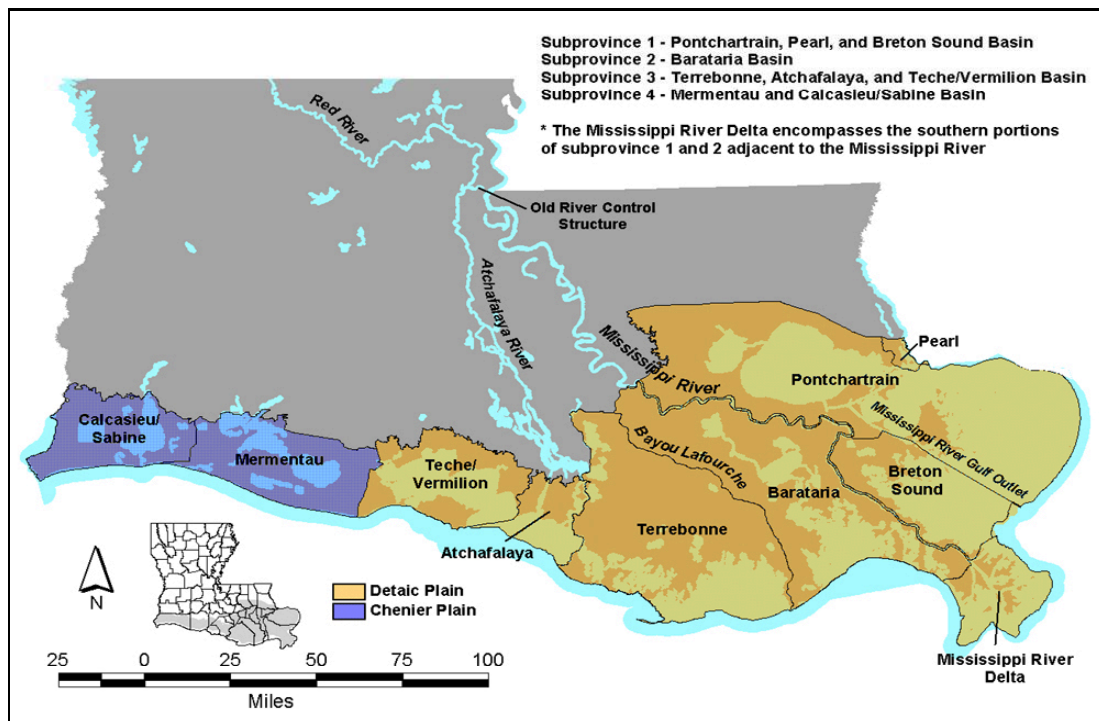 Subprovince 1 - Pontchartrain, Pearl, and Breton Sound Basin
Subprovince 2 - Barataria Basin
Subprovince 3 - Terrebonne, Atchafalaya, and Teche/Vermilion Basin
Subprovince 4 - Mermentau and Calcasieu/Sabine Basin
* The Mississippi River Delta encompasses the southern portions
of subprovince 1 and 2 adjacent to the Mississippi River
Red River
Old River Control
Structure
Atchafalaya River
Mississippi River
Pearl
Pontchartrain
Mississippi River Gulf Outlet
Calcasieu/
Sabine
Mermentau
Teche/
Vermilion
Bayou Lafourche
Barataria
Breton
Sound
Terrebonne
Atchafalaya
Mississippi River
Delta
N
Detaic Plain
Chenier Plain
25 0 25 50 75 100
Miles